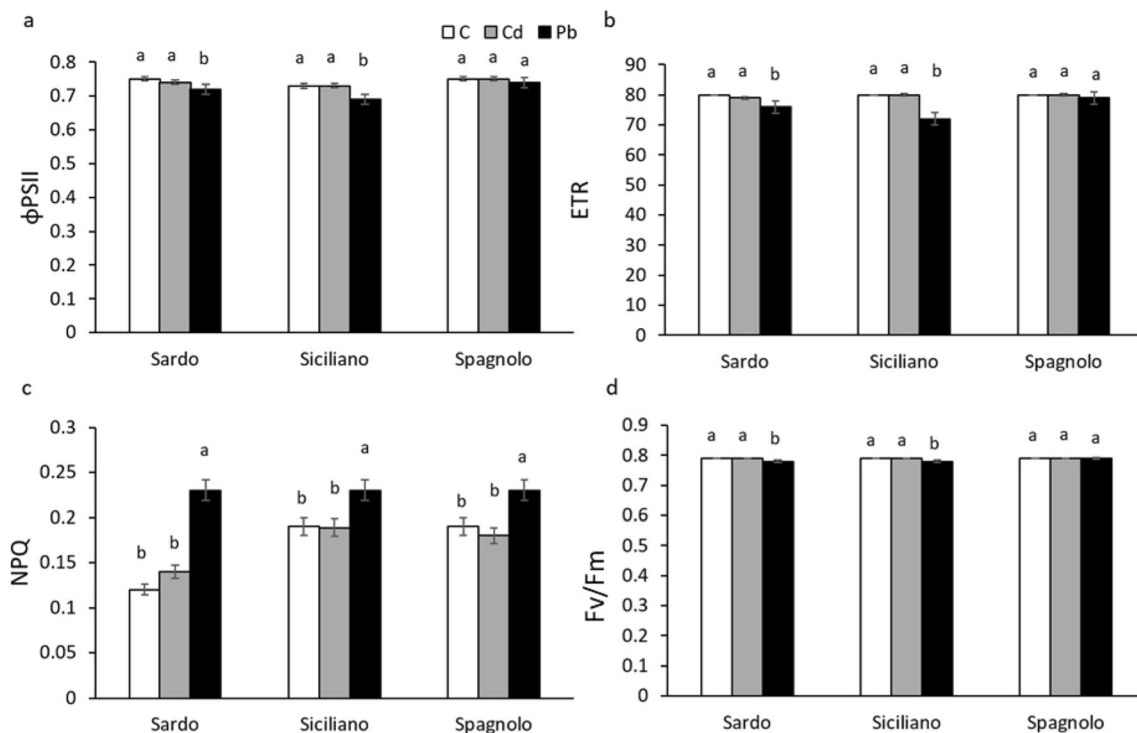 a
C Cd Pb
a a b a a b a a a
0.8
0.7
0.6
0.5
0.4
0.3
0.2
0.1
0
ϕPSII
Sardo Siciliano Spagnolo
b
a a b a a b a a a
90
80
70
60
50
40
30
20
10
0
ETR
Sardo Siciliano Spagnolo
c
0.3
0.25
0.2
0.15
0.1
0.05
0
NPQ
b b a b b a b b a
Sardo Siciliano Spagnolo
d
a a b a a b a a a
0.9
0.8
0.7
0.6
0.5
0.4
0.3
0.2
0.1
0
Fv/Fm
Sardo Siciliano Spagnolo